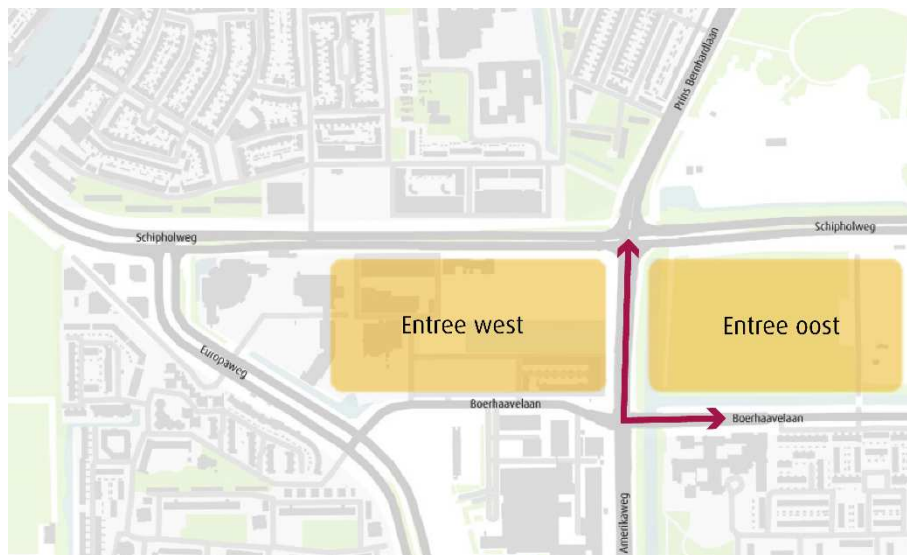 Prins Bernhardlaan
Schipholweg
Schipholweg
Entree west
Entree oost
Europaweg
Boerhaavelaan
Boerhaavelaan
Amerikaweg